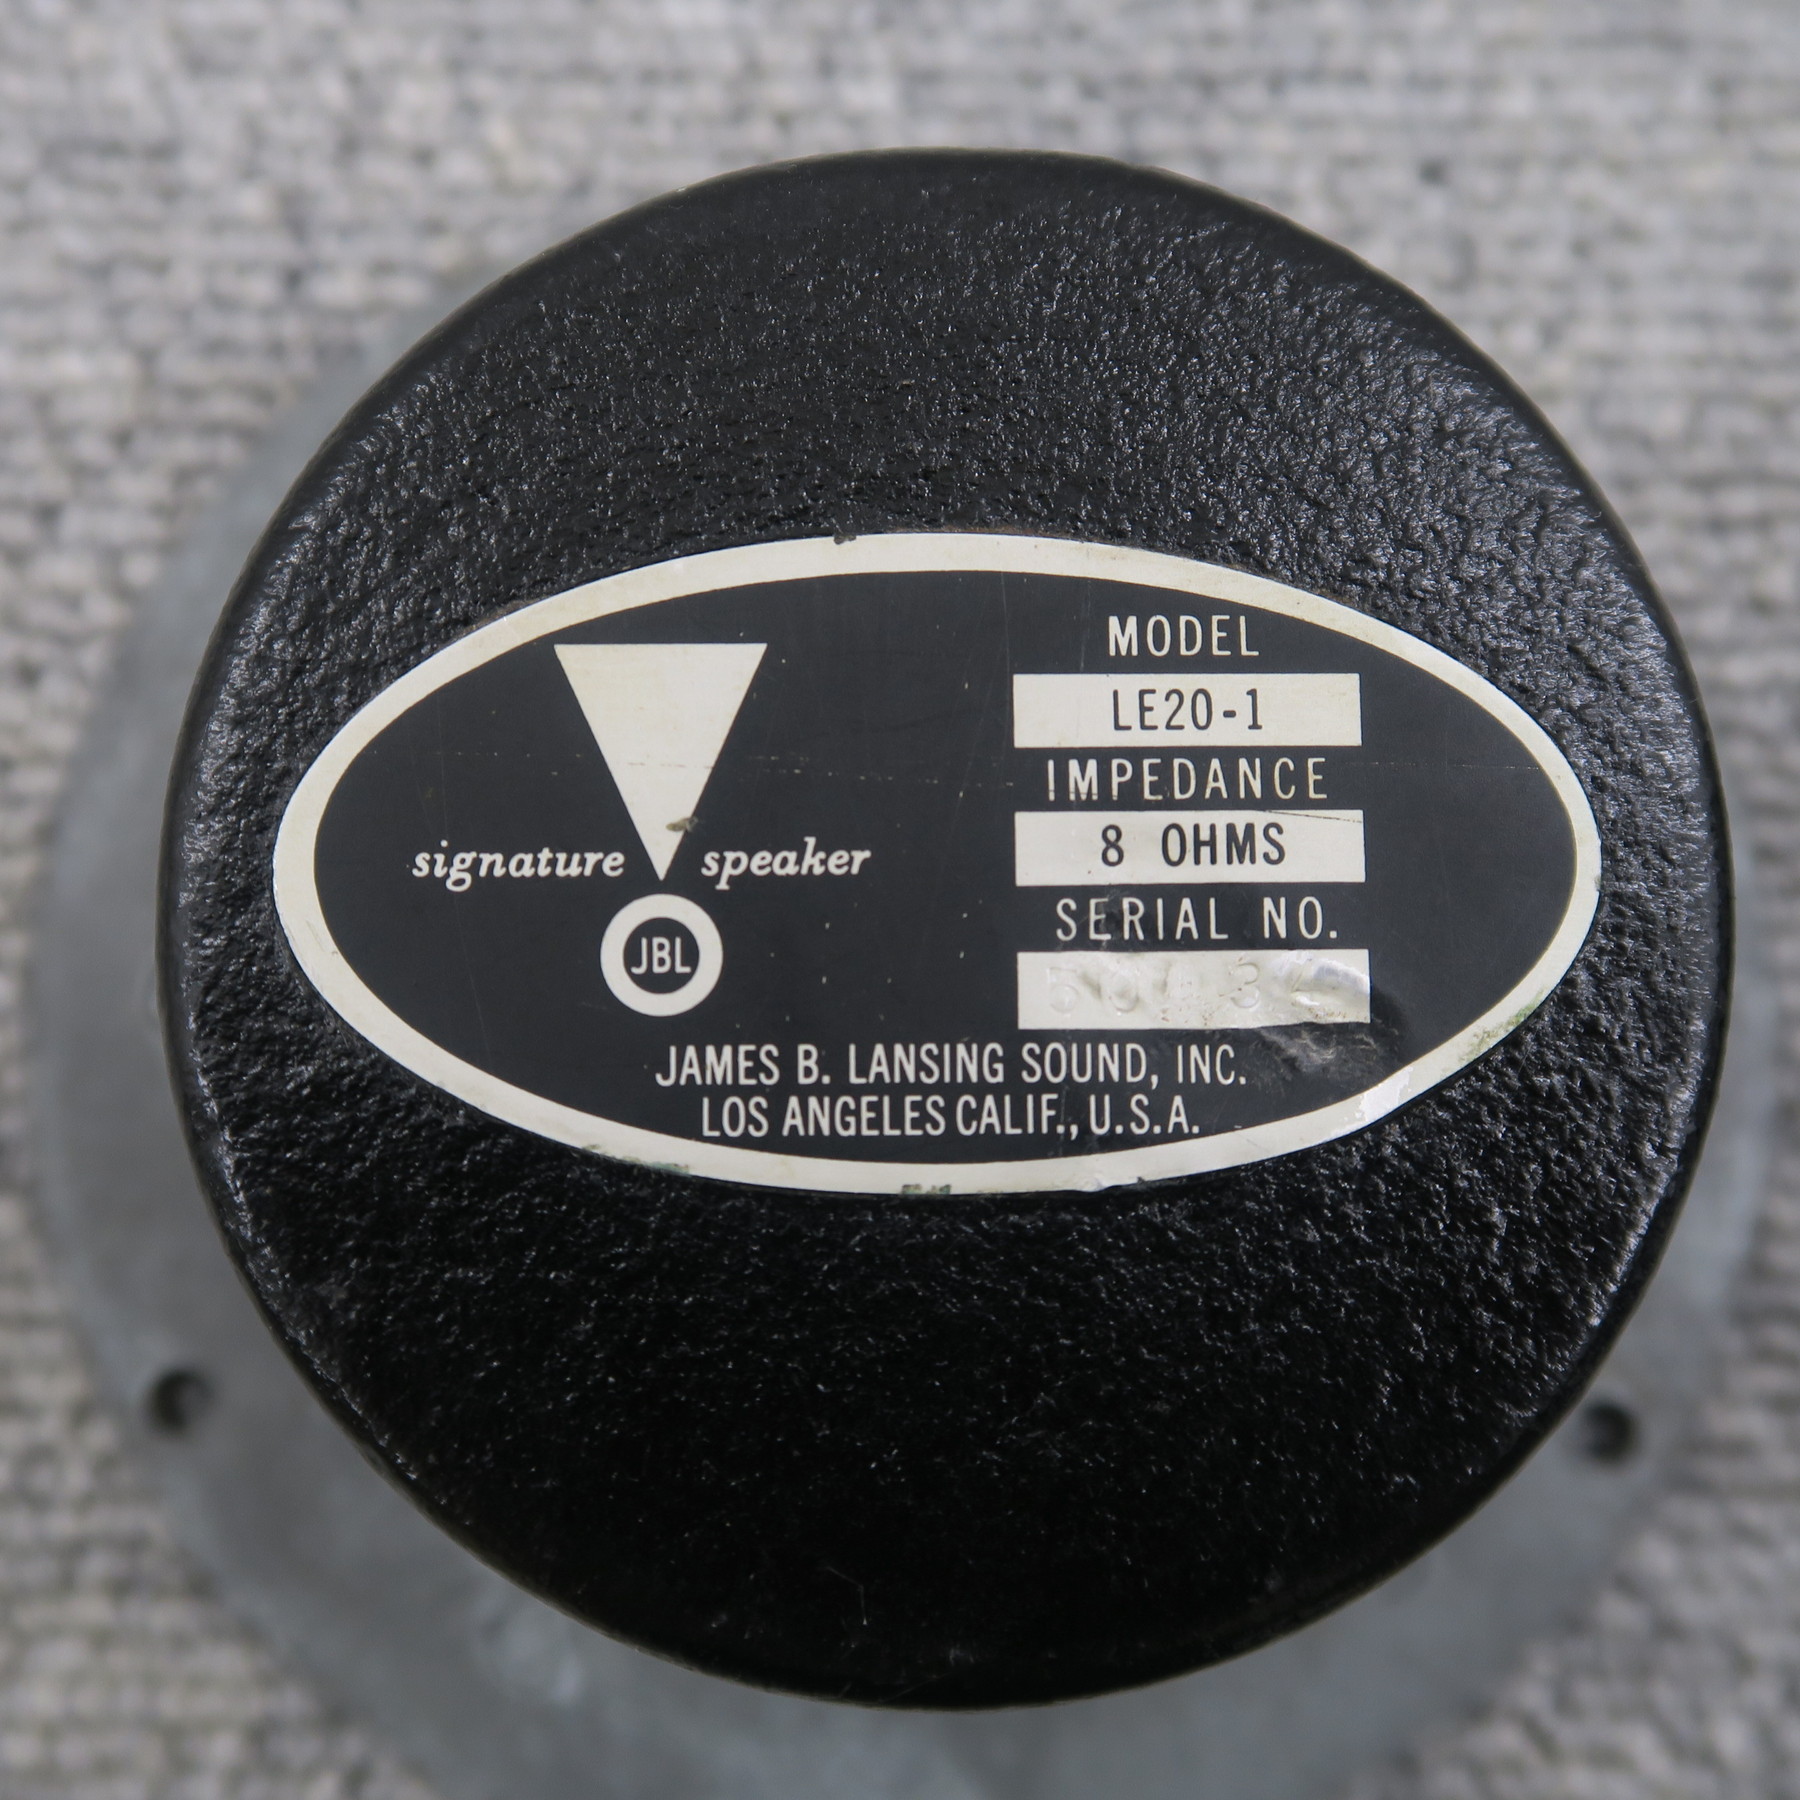 MODEL
LE20-1
IMPEDANCE
8 OHMS
SERIAL NO.
signature speaker
JBL
JAMES B. LANSING SOUND, INC.
LOS ANGELES CALIF., U.S.A.